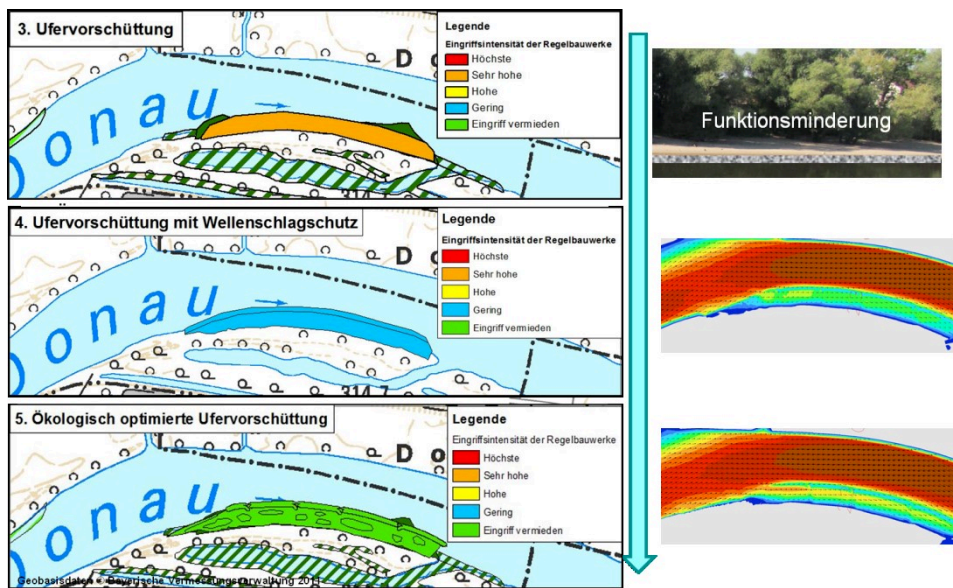 3. Ufervorschüttung
Legende
Eingriffsintensität der Regelbauwerke
Höchste
Sehr hohe
Hohe
Gering
Eingriff vermieden
D o
Donau
Funktionsminderung
4. Ufervorschüttung mit Wellenschlagschutz
Legende
Eingriffsintensität der Regelbauwerke
Höchste
Sehr hohe
Hohe
Gering
Eingriff vermieden
D o
Donau
314,7
5. Ökologisch optimierte Ufervorschüttung
Legende
Eingriffsintensität der Regelbauwerke
Höchste
Sehr hohe
Hohe
Gering
Eingriff vermieden
D o
Donau
Geobasisdaten © Bayerische Vermessungsverwaltung 2011